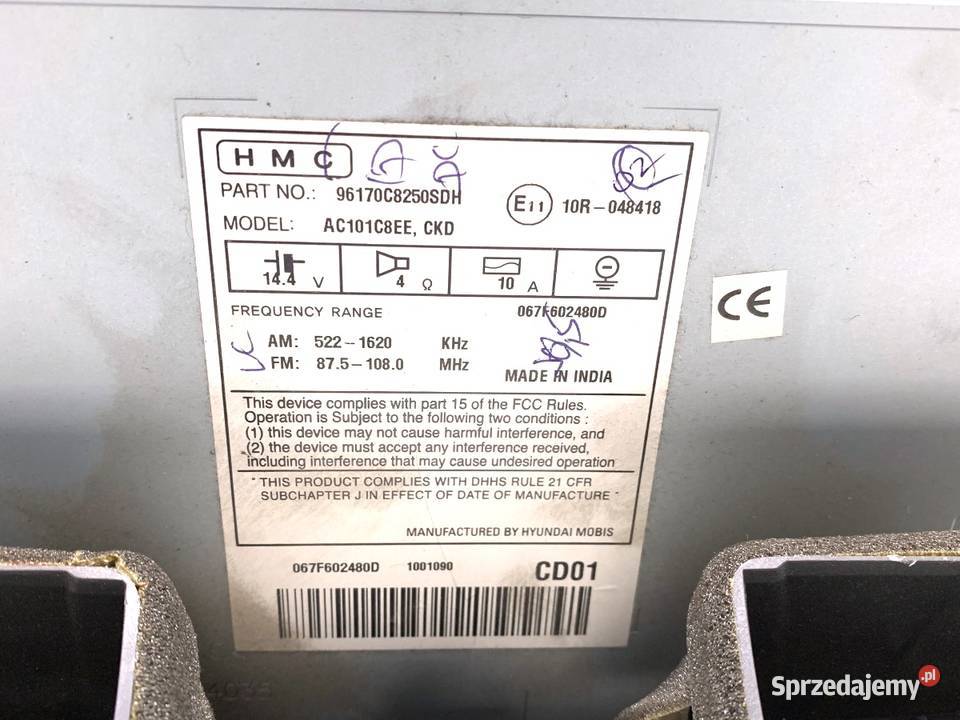 HMC
PART NO.: 96170C8250SDH
E11 10R-048418
MODEL: AC101C8EE, CKD
14.4 V 4 Ω 10 A
FREQUENCY RANGE 067F602480D
AM: 522-1620 KHz
FM: 87.5-108.0 MHz
MADE IN INDIA
CE
This device complies with part 15 of the FCC Rules.
Operation is Subject to the following two conditions :
(1) this device may not cause harmful interference, and
(2) the device must accept any interference received,
including interference that may cause undesired operation
" THIS PRODUCT COMPLIES WITH DHHS RULE 21 CFR
SUBCHAPTER J IN EFFECT OF DATE OF MANUFACTURE "
MANUFACTURED BY HYUNDAI MOBIS
067F602480D 1001090 CD01
Sprzedajemy.pl